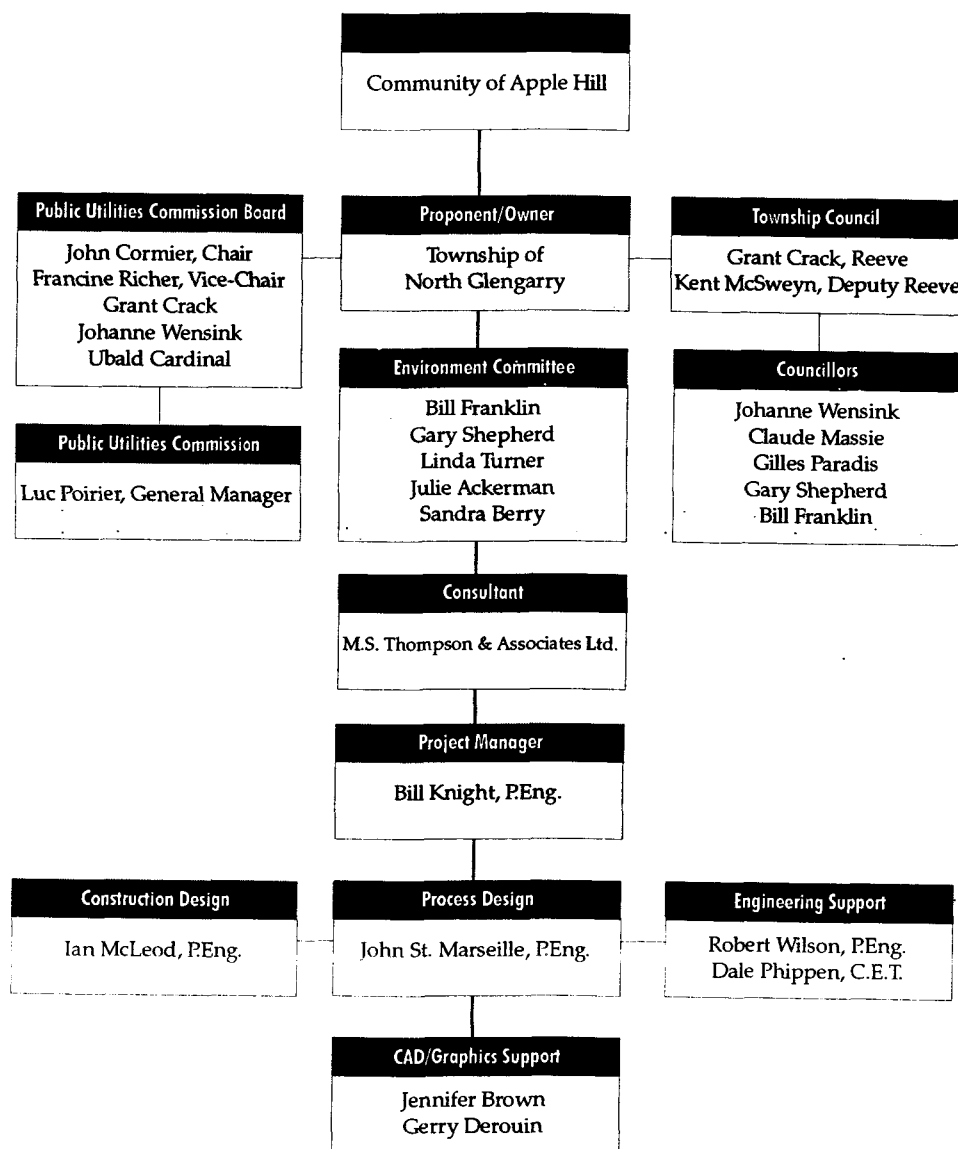 Community of Apple Hill
Public Utilities Commission Board
John Cormier, Chair
Francine Richer, Vice-Chair
Grant Crack
Johanne Wensink
Ubald Cardinal
Proponent/Owner
Township of
North Glengarry
Township Council
Grant Crack, Reeve
Kent McSweyn, Deputy Reeve
Public Utilities Commission
Luc Poirier, General Manager
Environment Committee
Bill Franklin
Gary Shepherd
Linda Turner
Julie Ackerman
Sandra Berry
Councillors
Johanne Wensink
Claude Massie
Gilles Paradis
Gary Shepherd
Bill Franklin
Consultant
M.S. Thompson & Associates Ltd.
Project Manager
Bill Knight, P.Eng.
Construction Design
Ian McLeod, P.Eng.
Process Design
John St. Marseille, P.Eng.
Engineering Support
Robert Wilson, P.Eng.
Dale Phippen, C.E.T.
CAD/Graphics Support
Jennifer Brown
Gerry Derouin